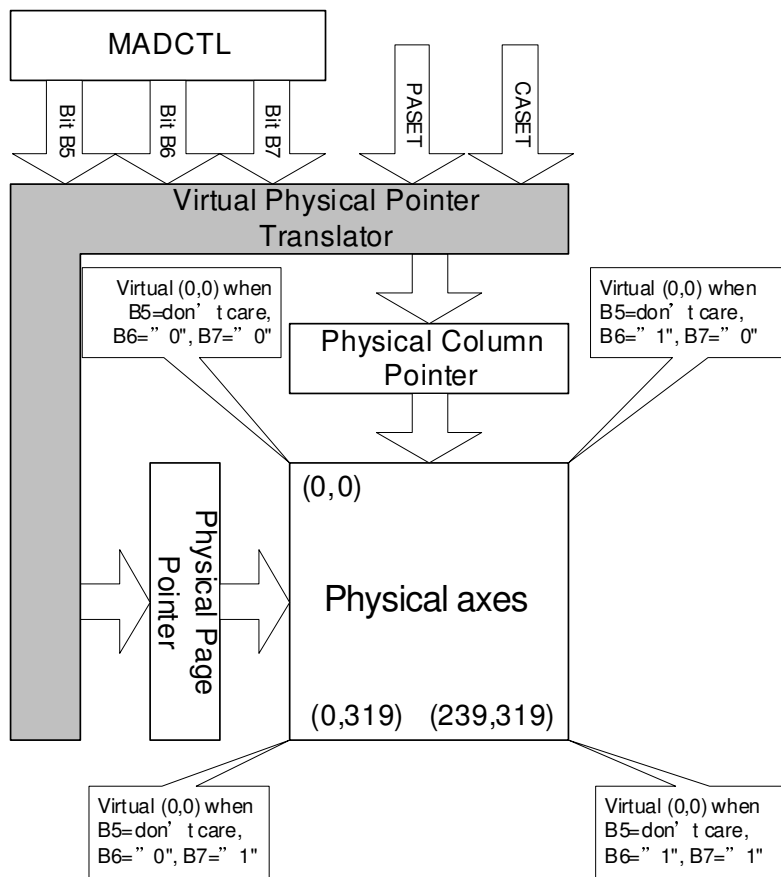 MADCTL
Bit B5
Bit B6
Bit B7
PASET
CASET
Virtual Physical Pointer
Translator
Virtual (0,0) when
B5=don’ t care,
B6=” 0", B7=” 0"
Virtual (0,0) when
B5=don’ t care,
B6=” 1", B7=” 0"
Physical Column
Pointer
Physical Page
Pointer
(0,0)
Physical axes
(0,319) (239,319)
Virtual (0,0) when
B5=don’ t care,
B6=” 0", B7=” 1"
Virtual (0,0) when
B5=don’ t care,
B6=” 1", B7=” 1"